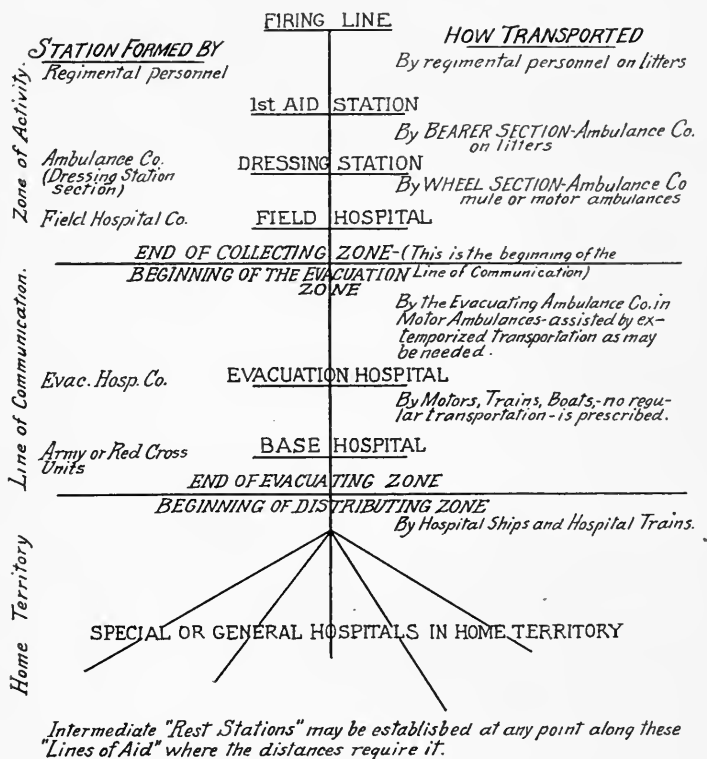 FIRING LINE
STATION FORMED BY
HOW TRANSPORTED
Regimental personnel
By regimental personnel on litters
Zone of Activity.
1st AID STATION
By BEARER SECTION-Ambulance Co.
on litters
Ambulance Co.
(Dressing Station
section)
DRESSING STATION
By WHEEL SECTION-Ambulance Co
mule or motor ambulances
Field Hospital Co.
FIELD HOSPITAL
END OF COLLECTING ZONE-(This is the beginning of the
BEGINNING OF THE EVACUATION Line of Communication)
ZONE
Line of Communication.
By the Evacuating Ambulance Co. in
Motor Ambulances-assisted by ex-
temporized Transportation as may
be needed.
Evac. Hosp. Co.
EVACUATION HOSPITAL
By Motors, Trains, Boats,-no regu-
lar transportation-is prescribed.
Army or Red Cross
Units
BASE HOSPITAL
END OF EVACUATING ZONE
BEGINNING OF DISTRIBUTING ZONE
By Hospital Ships and Hospital Trains.
Home Territory
SPECIAL OR GENERAL HOSPITALS IN HOME TERRITORY
Intermediate "Rest Stations" may be established at any point along these
"Lines of Aid" where the distances require it.